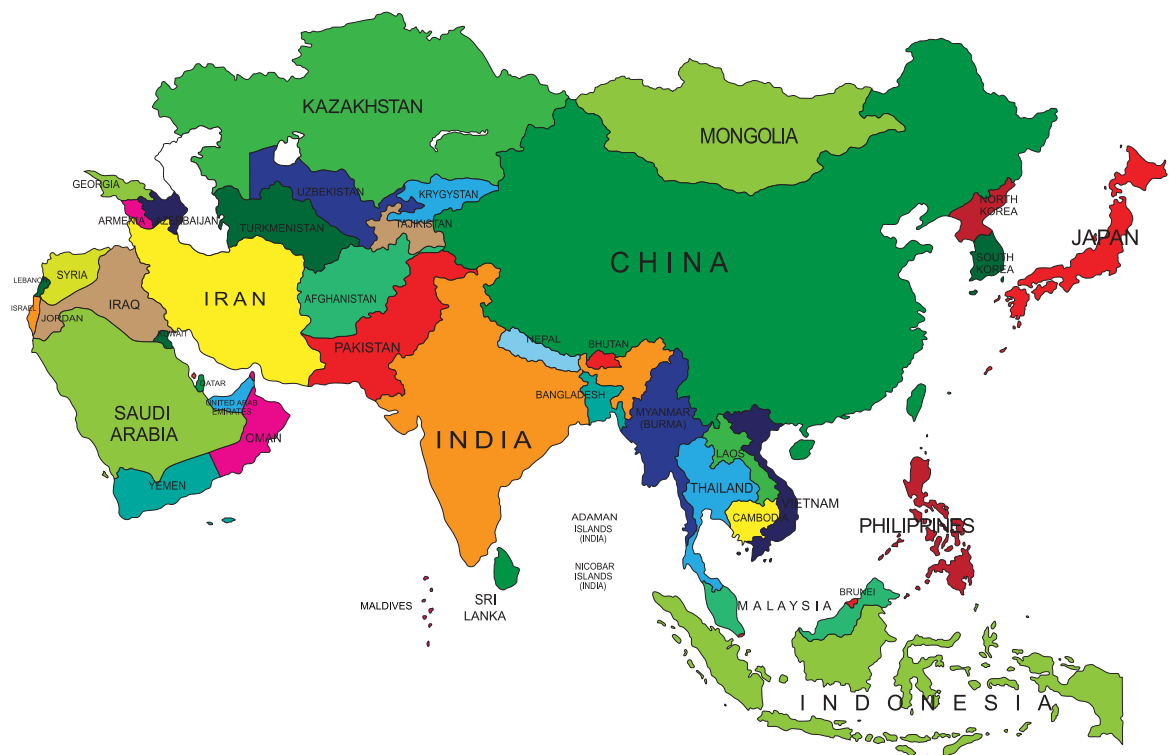 KAZAKHSTAN
MONGOLIA
GEORGIA
UZBEKISTAN
KRYGYSTAN
NORTH
KOREA
ARMENIA
AZERBAIJAN
TURKMENISTAN
TAJIKISTAN
JAPAN
CHINA
SOUTH
KOREA
SYRIA
LEBANON
IRAN
AFGHANISTAN
IRAQ
ISRAEL
JORDAN
KUWAIT
PAKISTAN
NEPAL
BHUTAN
QATAR
BANGLADESH
UNITED ARAB
EMIRATES
SAUDI
ARABIA
OMAN
INDIA
MYANMAR7
(BURMA)
LAOS
YEMEN
THAILAND
VIETNAM
CAMBODIA
ADAMAN
ISLANDS
(INDIA)
PHILIPPINES
NICOBAR
ISLANDS
(INDIA)
MALDIVES
SRI
LANKA
MALAYSIA
BRUNEI
INDONESIA